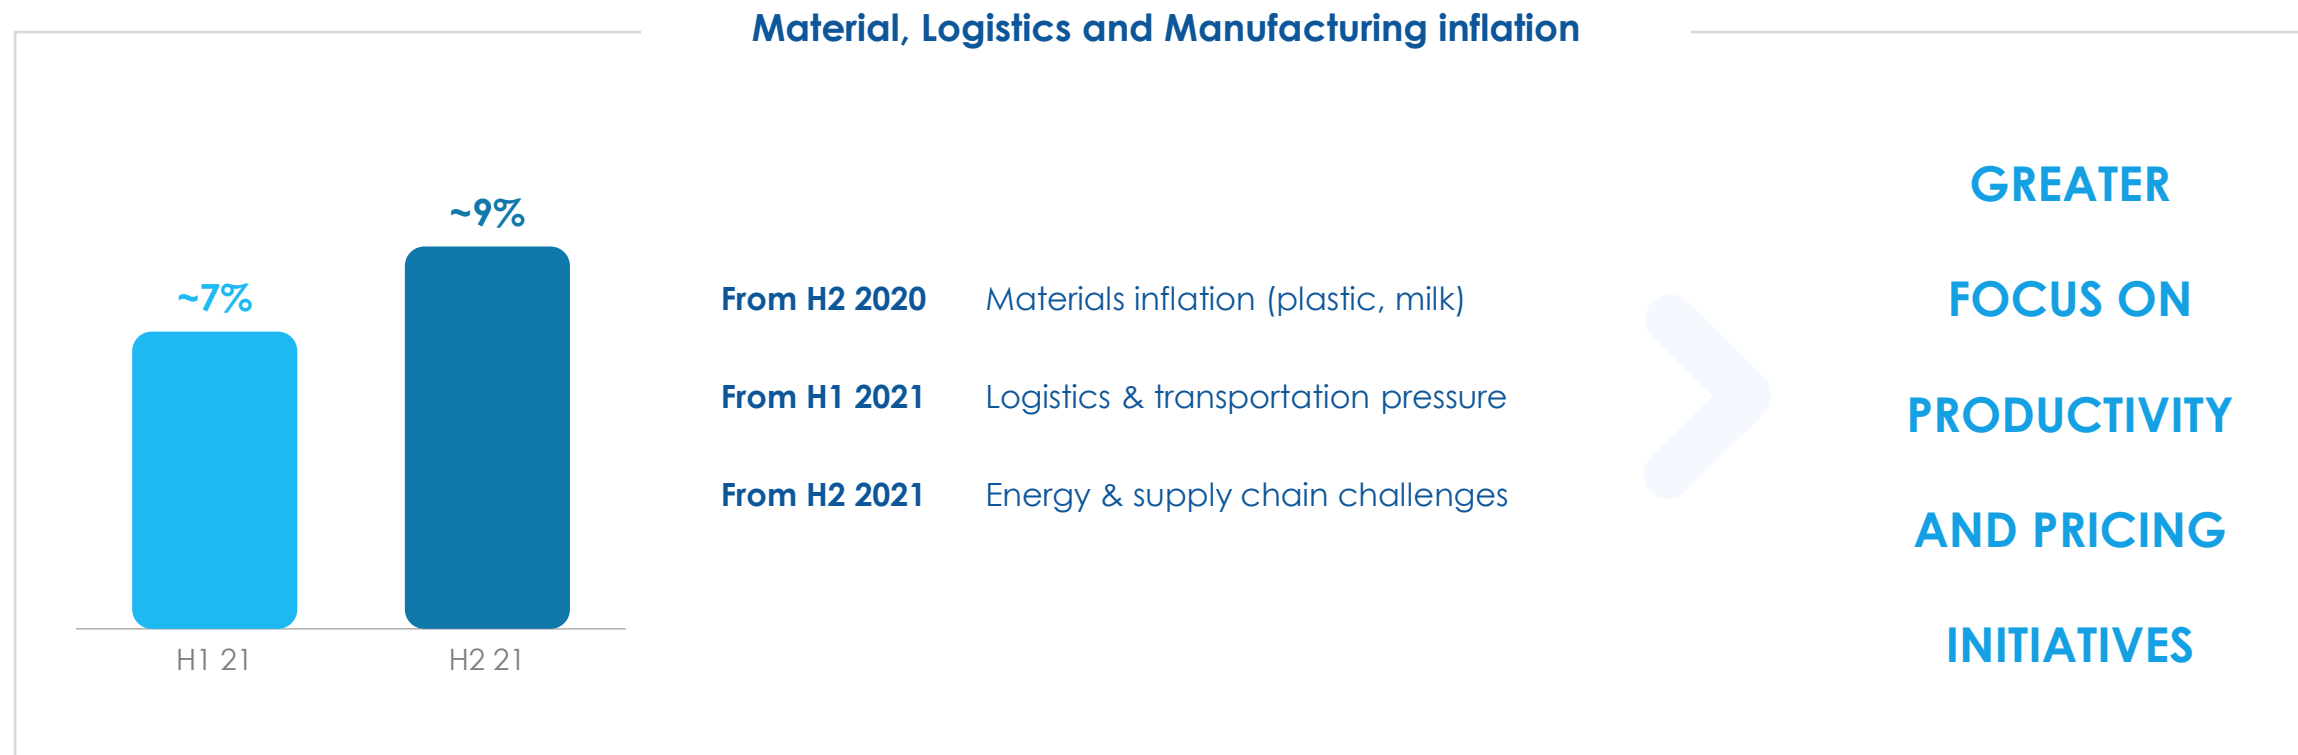 Material, Logistics and Manufacturing inflation
~9%
~7%
H1 21
H2 21
From H2 2020 Materials inflation (plastic, milk)
From H1 2021 Logistics & transportation pressure
From H2 2021 Energy & supply chain challenges
GREATER
FOCUS ON
PRODUCTIVITY
AND PRICING
INITIATIVES